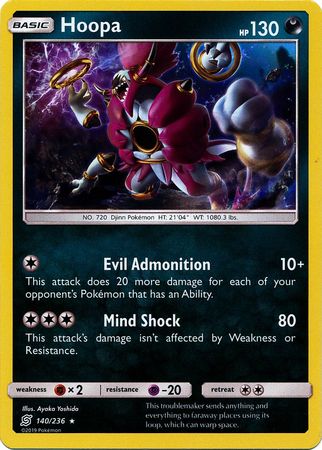 BASIC Hoopa HP 130
NO. 720 Djinn Pokémon HT: 21'04" WT: 1080.3 lbs.
Evil Admonition 10+
This attack does 20 more damage for each of your
opponent's Pokémon that has an Ability.
Mind Shock 80
This attack's damage isn't affected by Weakness or
Resistance.
weakness × 2 resistance -20 retreat
Illus. Ayaka Yoshida
140/236
©2019 Pokémon
This troublemaker sends anything and
everything to faraway places using its
loop, which can warp space.